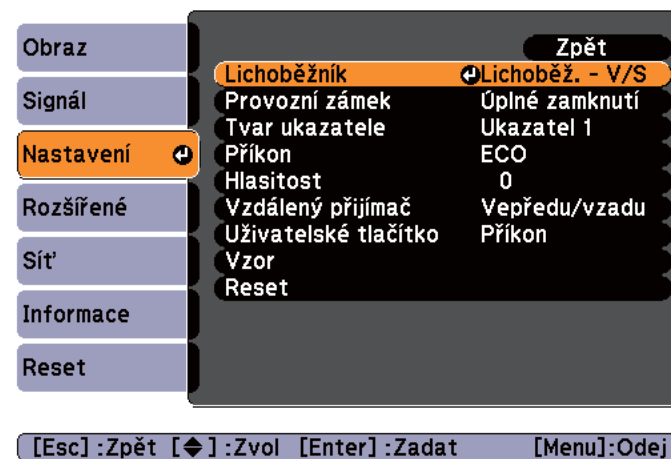 Obraz
Signál
Nastavení
Rozšířené
Síť
Informace
Reset
Zpět
Lichoběžník Lichoběž. - V/S
Provozní zámek Úplné zamknutí
Tvar ukazatele Ukazatel 1
Příkon ECO
Hlasitost 0
Vzdálený přijímač Vepředu/vzadu
Uživatelské tlačítko Příkon
Vzor
Reset
[Esc] :Zpět [◆] :Zvol [Enter] :Zadat [Menu]:Odej